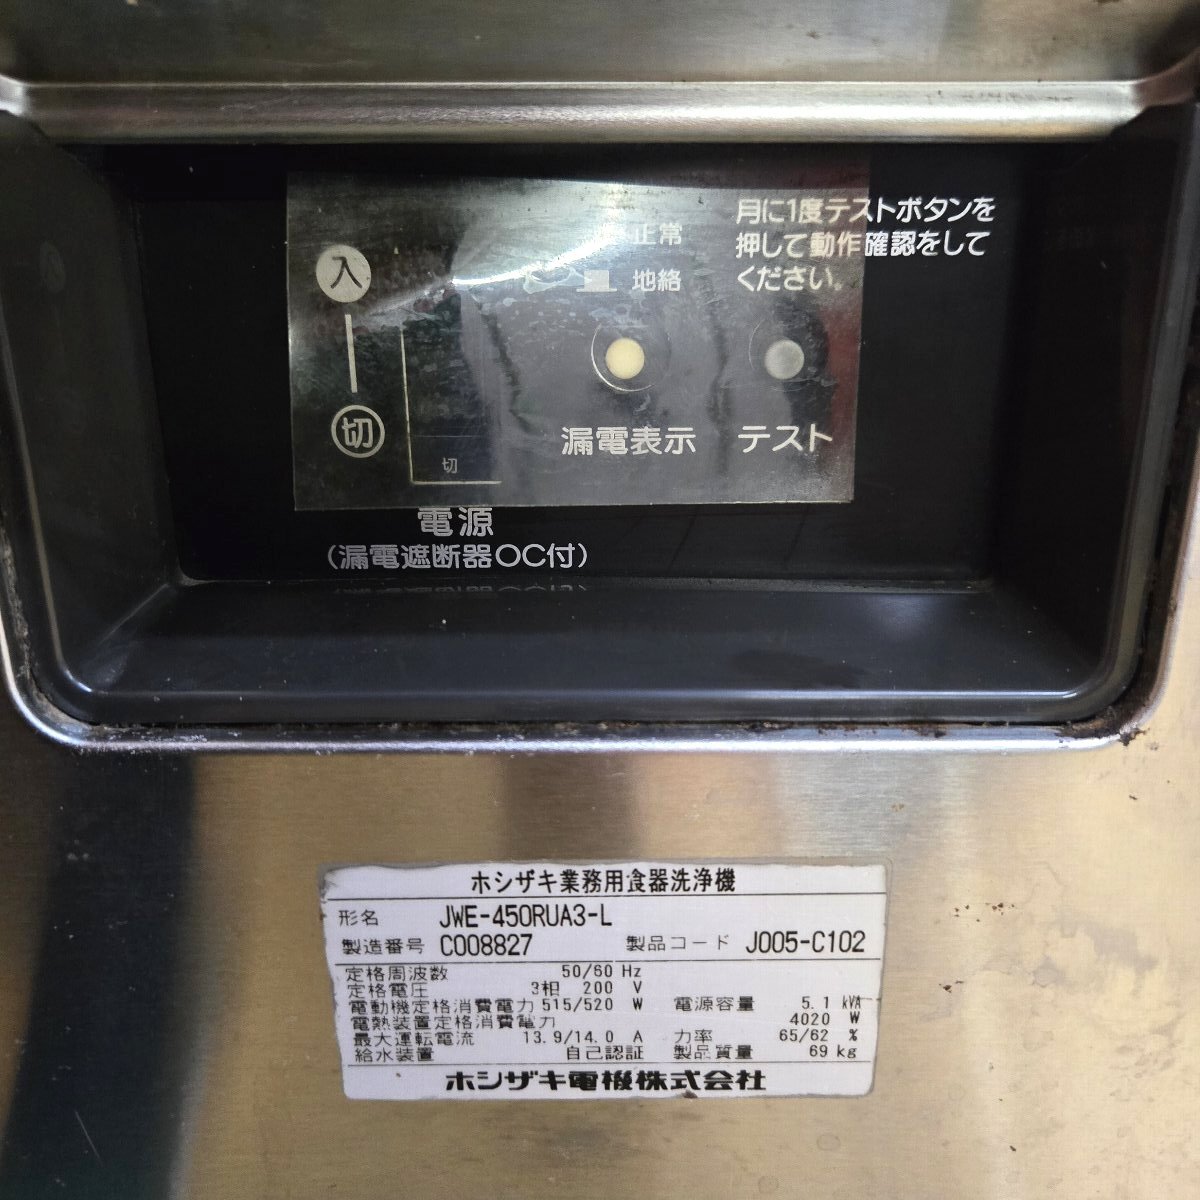 月に1度テストボタンを
押して動作確認をして
ください。
正常
地絡
入
切
切
漏電表示
テスト
電源
(漏電遮断器OC付)
ホシザキ業務用食器洗浄機
形名 JWE-450RUA3-L
製造番号 C008827 製品コード J005-C102
定格周波数 50/60 Hz
定格電圧 3相 200 V
電動機定格消費電力 515/520 W 電源容量 5.1 kVA
電熱装置定格消費電力 4020 W
最大運転電流 13.9/14.0 A 力率 65/62 %
給水装置 自己認証 製品質量 69 kg
ホシザキ電機株式会社